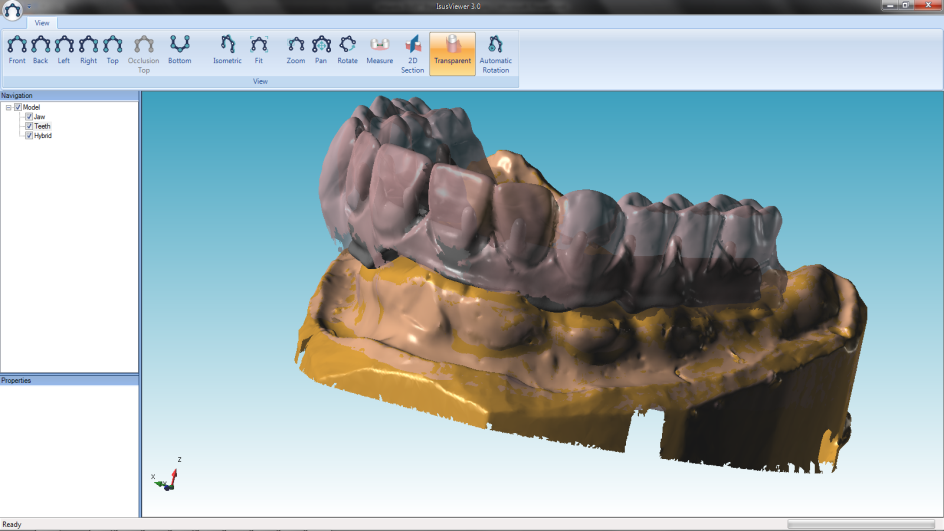 IsusViewer 3.0
View
Front Back Left Right Top Occlusion Top Bottom Isometric Fit Zoom Pan Rotate Measure 2D Section Transparent Automatic Rotation
View
Navigation
Model
Jaw
Teeth
Hybrid
Properties
Z
X
Ready